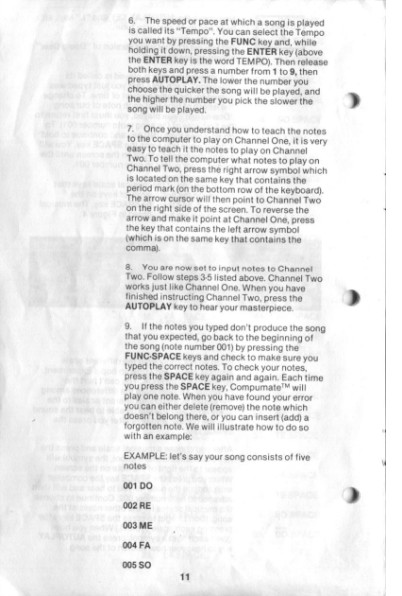 6. The speed or pace at which a song is played
is called its "Tempo". You can select the Tempo
you want by pressing the FUNC key and, while
holding it down, pressing the ENTER key (above
the ENTER key is the word TEMPO). Then release
both keys and press a number from 1 to 9, then
press AUTOPLAY. The lower the number you
choose the quicker the song will be played, and
the higher the number you pick the slower the
song will be played.
7. Once you understand how to teach the notes
to the computer to play on Channel One, it is very
easy to teach it the notes to play on Channel
Two. To tell the computer what notes to play on
Channel Two, press the right arrow symbol which
is located on the same key that contains the
period mark (on the bottom row of the keyboard).
The arrow cursor will then point to Channel Two
on the right side of the screen. To reverse the
arrow and make it point at Channel One, press
the key that contains the left arrow symbol
(which is on the same key that contains the
comma).
8. You are now set to input notes to Channel
Two. Follow steps 3-5 listed above. Channel Two
works just like Channel One. When you have
finished instructing Channel Two, press the
AUTOPLAY key to hear your masterpiece.
9. If the notes you typed don't produce the song
that you expected, go back to the beginning of
the song (note number 001) by pressing the
FUNC-SPACE keys and check to make sure you
typed the correct notes. To check your notes,
press the SPACE key again and again. Each time
you press the SPACE key, Compumate™ will
play one note. When you have found your error
you can either delete (remove) the note which
doesn't belong there, or you can insert (add) a
forgotten note. We will illustrate how to do so
with an example:
EXAMPLE: let's say your song consists of five
notes
001 DO
002 RE
003 ME
004 FA
005 SO
11